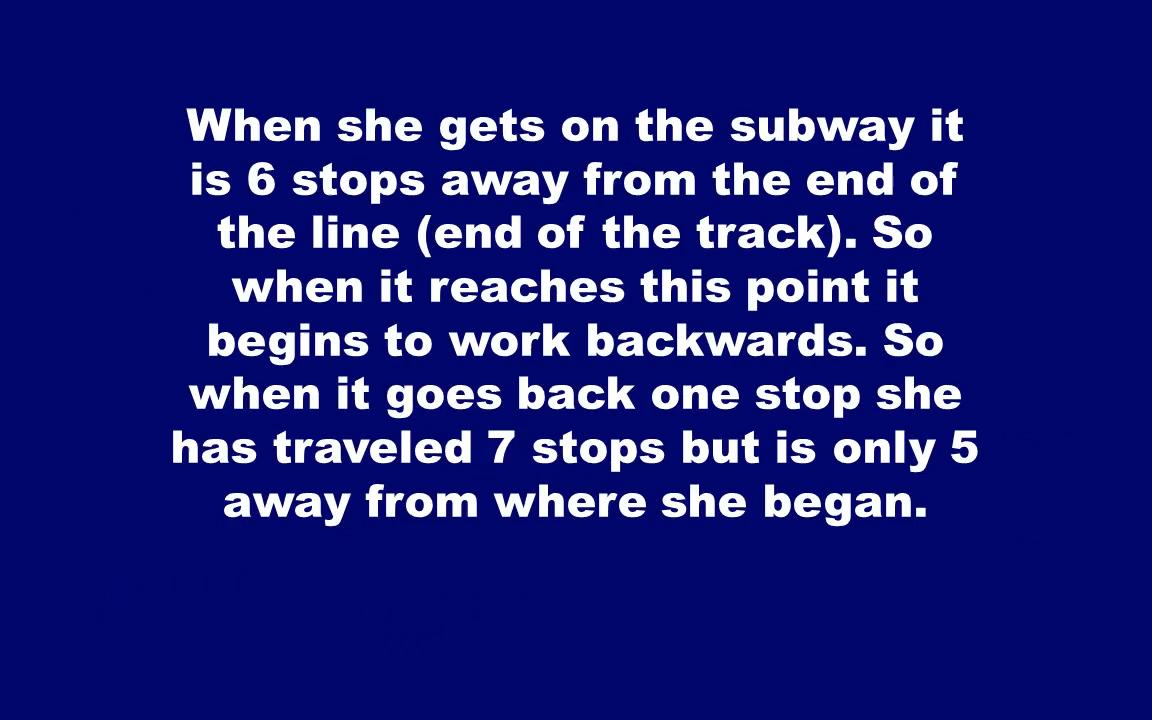 When she gets on the subway it
is 6 stops away from the end of
the line (end of the track). So
when it reaches this point it
begins to work backwards. So
when it goes back one stop she
has traveled 7 stops but is only 5
away from where she began.